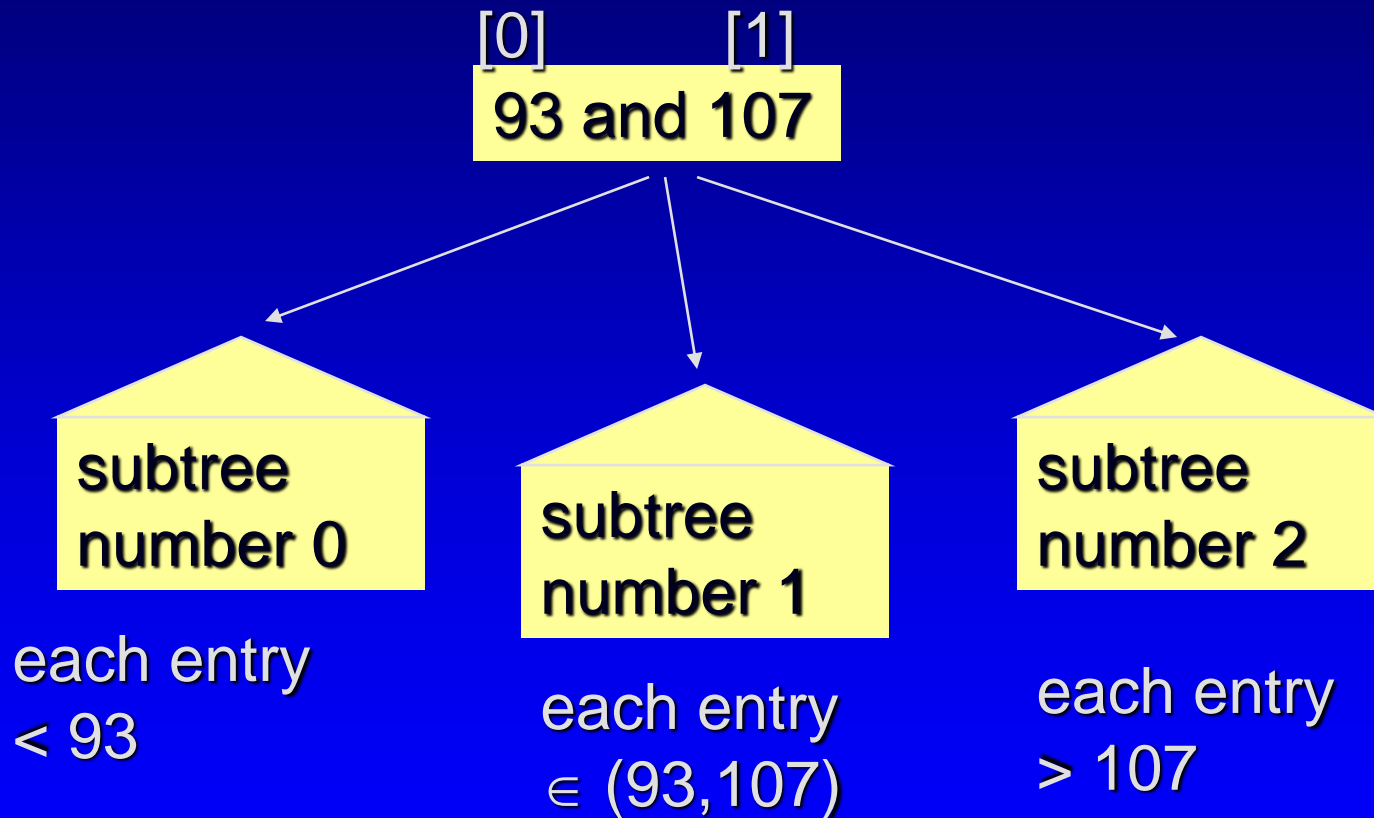 [0] [1]
93 and 107
subtree
number 0
subtree
number 1
subtree
number 2
each entry
< 93
each entry
∈ (93,107)
each entry
> 107